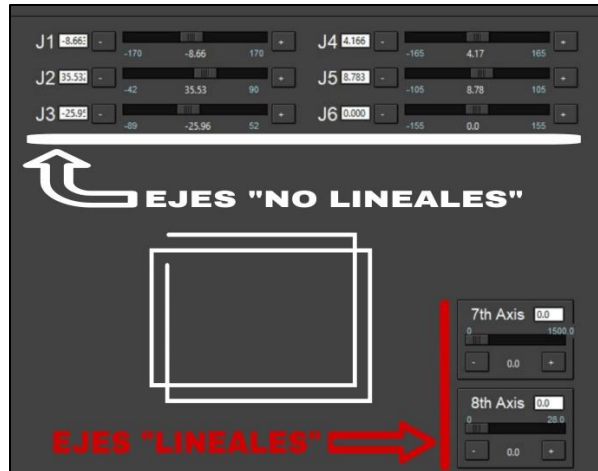 J1 -8.66 - + -170 -8.66 170
J4 4.166 - + -165 4.17 165
J2 35.53 - + -42 35.53 90
J5 8.783 - + -105 8.78 105
J3 -25.95 - + -89 -25.96 52
J6 0.000 - + -155 0.0 155
EJES "NO LINEALES"
7th Axis 0.0
0 1500.0
- 0.0 +
8th Axis 0.0
0 28.0
- 0.0 +
EJES "LINEALES"